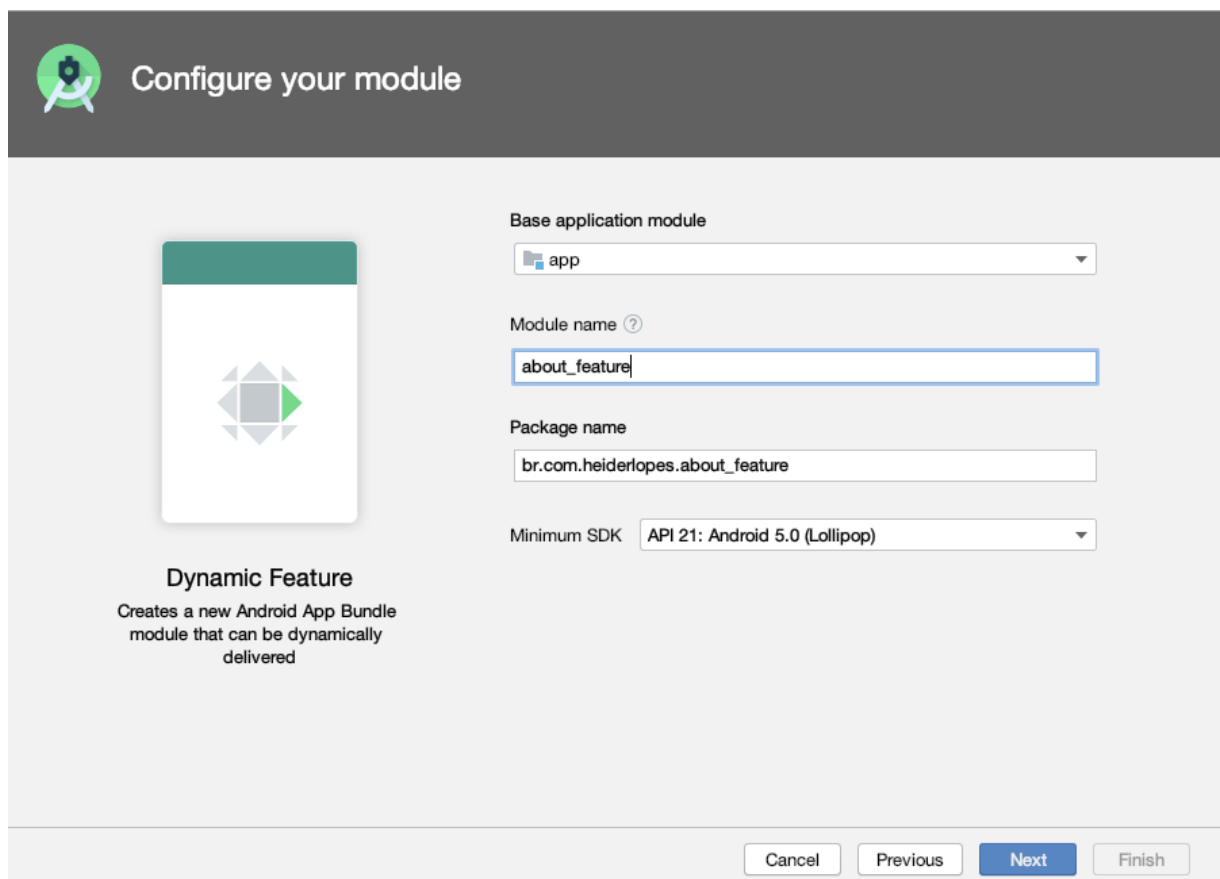 Configure your module
Base application module
app
Module name ?
about_feature
Package name
br.com.heiderlopes.about_feature
Minimum SDK API 21: Android 5.0 (Lollipop)
Dynamic Feature
Creates a new Android App Bundle
module that can be dynamically
delivered
Cancel Previous Next Finish